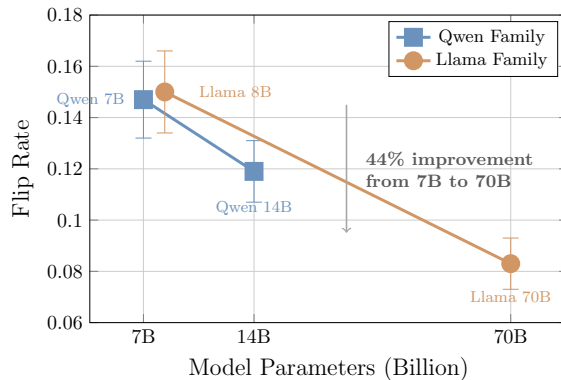 Flip Rate
0.18
0.16
0.14
0.12
0.1
0.08
0.06
Qwen Family
Llama Family
Qwen 7B
Llama 8B
44% improvement
from 7B to 70B
Qwen 14B
Llama 70B
7B
14B
70B
Model Parameters (Billion)